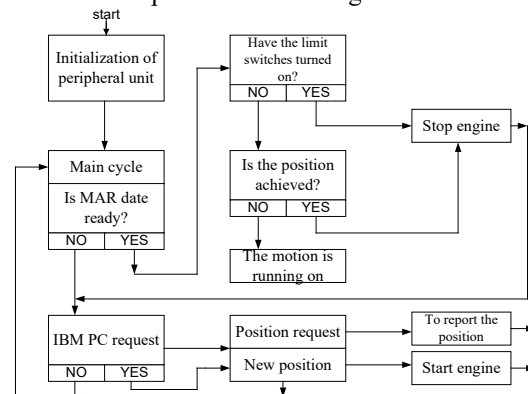 start
Initialization of
peripheral unit
Have the limit
switches turned
on?
NO YES
Stop engine
Main cycle
Is MAR date
ready?
NO YES
Is the position
achieved?
NO YES
The motion is
running on
IBM PC request
NO YES
Position request
New position
To report the
position
Start engine